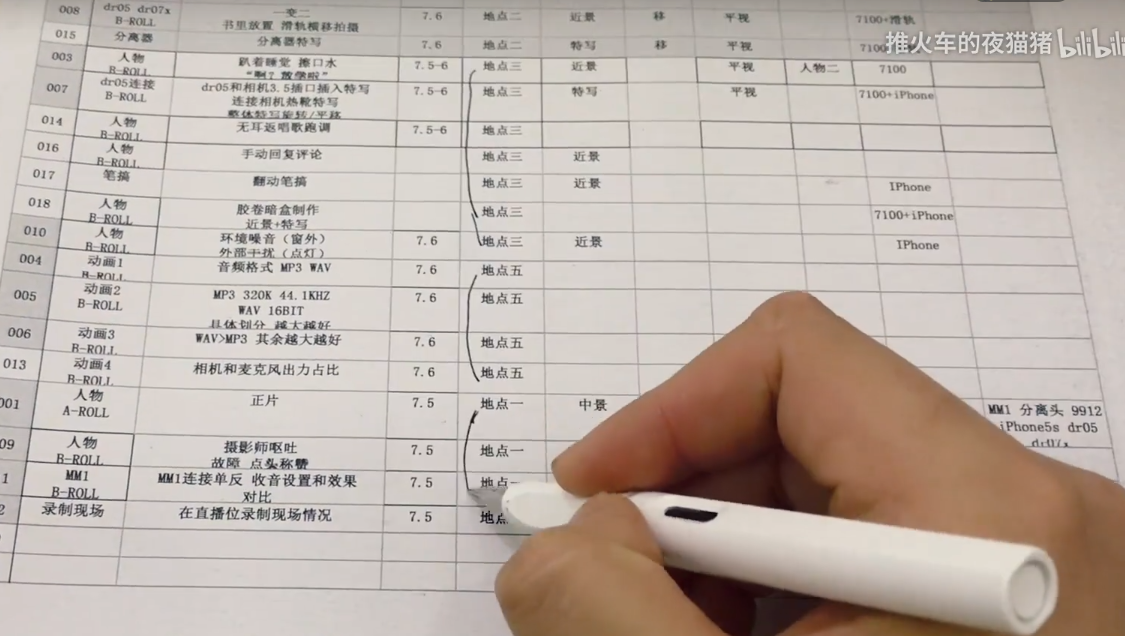 008 dr05 dr07x 一变二 7.6 地点二 近景 移 平视 7100+滑轨
B-ROLL 书里放置 滑轨横移拍摄
015 分离器 分离器特写 7.6 地点二 特写 移 平视 7100
推火车的夜猫猪 bilibili
003 人物 趴着睡觉 擦口水 7.5-6 地点三 近景 平视 人物二 7100
B-ROLL “啊？放学啦”
007 dr05连接 dr05和相机3.5插口插入特写 7.5-6 地点三 特写 平视 7100+iPhone
B-ROLL 连接相机热靴特写
整体特写旋转/平移
014 人物 无耳返唱歌跑调 7.5-6 地点三
B-ROLL
016 人物 手动回复评论 地点三 近景
B-ROLL
017 笔搞 翻动笔搞 地点三 近景 IPhone
018 人物 胶卷暗盒制作 地点三 7100+iPhone
B-ROLL 近景+特写
010 人物 环境噪音（窗外） 7.6 地点三 近景 IPhone
B-ROLL 外部干扰（点灯）
004 动画1 音频格式 MP3 WAV 7.6 地点五
B-ROLL
005 动画2 MP3 320K 44.1KHZ 7.6 地点五
B-ROLL WAV 16BIT
具体划分 越大越好
006 动画3 WAV>MP3 其余越大越好 7.6 地点五
B-ROLL
013 动画4 相机和麦克风出力占比 7.6 地点五
B-ROLL
001 人物 正片 7.5 地点一 中景 MM1 分离头 9912
A-ROLL iPhone5s dr05
dr07x
09 人物 摄影师呕吐 7.5 地点一
B-ROLL 故障 点头称赞
1 MM1 MM1连接单反 收音设置和效果 7.5 地点一
B-ROLL 对比
2 录制现场 在直播位录制现场情况 7.5 地点